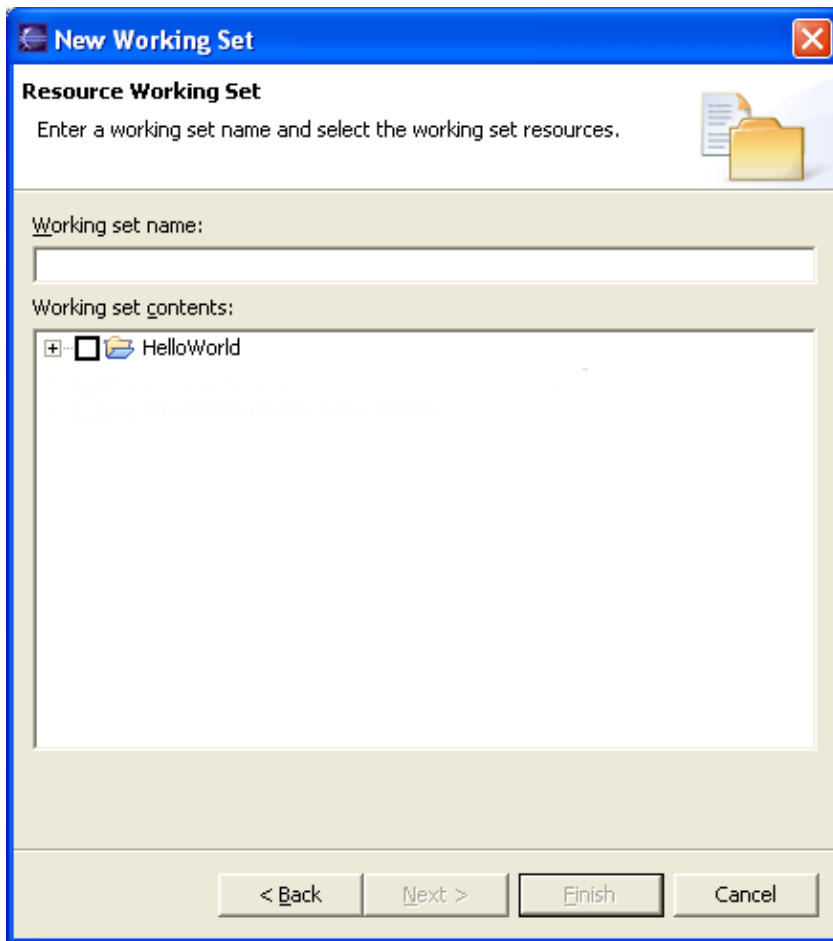 New Working Set
Resource Working Set
Enter a working set name and select the working set resources.
Working set name:
Working set contents:
HelloWorld
< Back Next > Finish Cancel